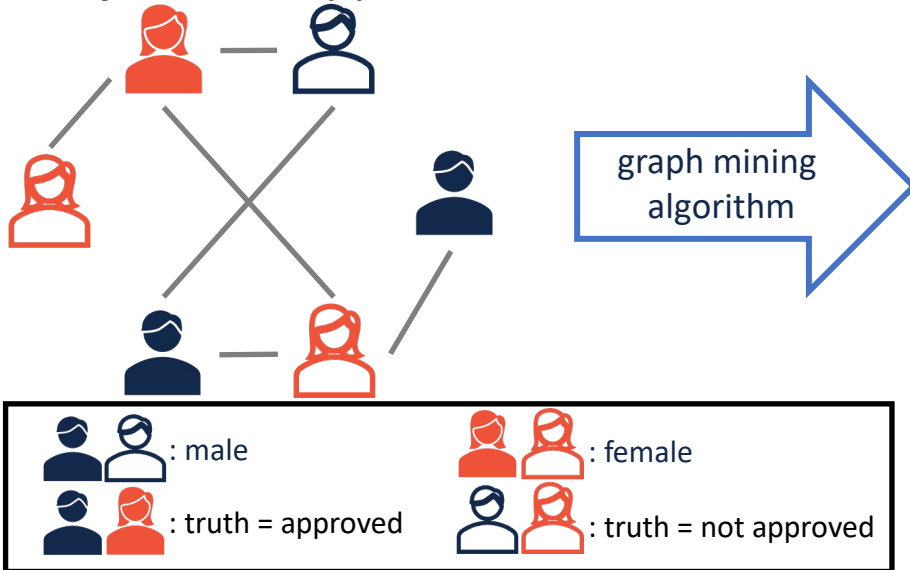 graph mining
algorithm
: male
: female
: truth = approved
: truth = not approved